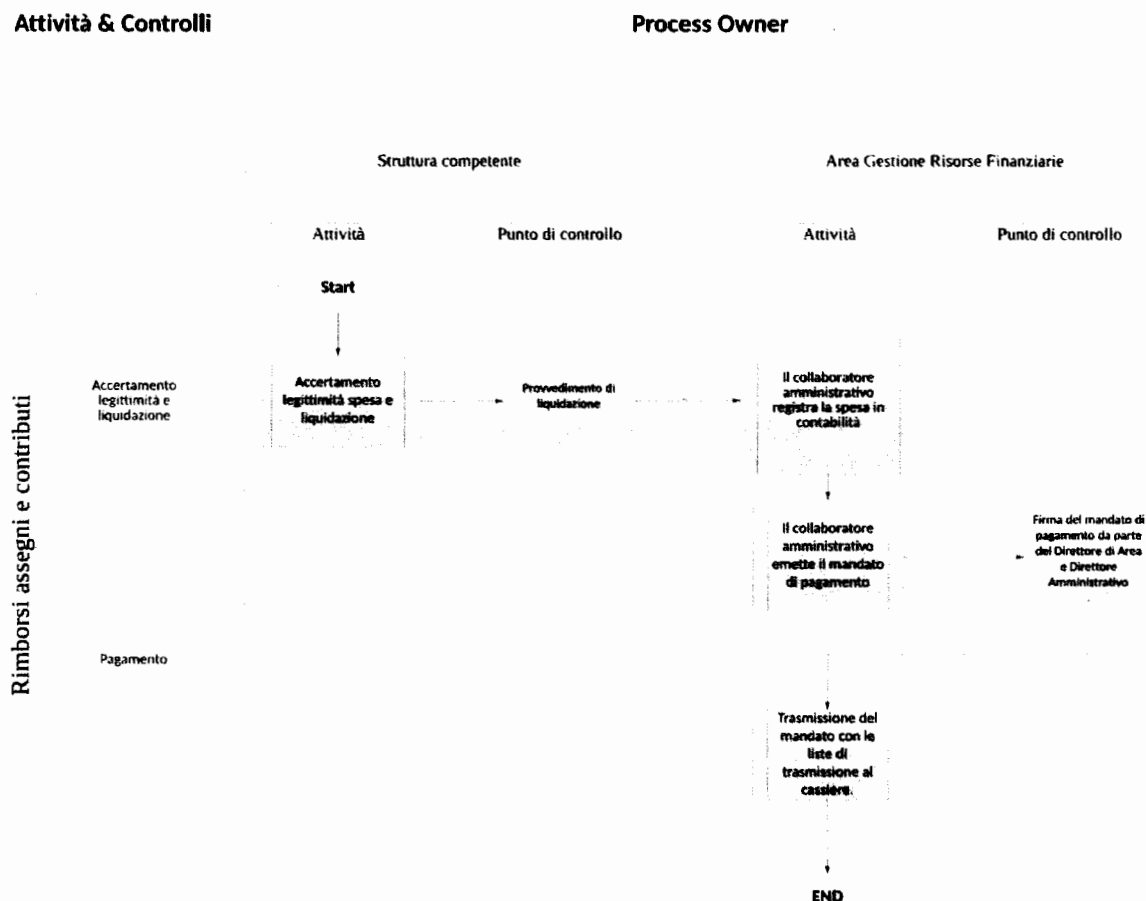 Attività & Controlli
Process Owner
Struttura competente
Area Gestione Risorse Finanziarie
Attività
Punto di controllo
Attività
Punto di controllo
Start
Rimborsi assegni e contributi
Accertamento
legittimità e
liquidazione
Accertamento
legittimità spesa e
liquidazione
Provvedimento di
liquidazione
Il collaboratore
amministrativo
registra la spesa in
contabilità
Il collaboratore
amministrativo
emette il mandato
di pagamento
Firma del mandato di
pagamento da parte
del Direttore di Area
e Direttore
Amministrativo
Pagamento
Trasmissione del
mandato con le
liste di
trasmissione al
cassiere.
END